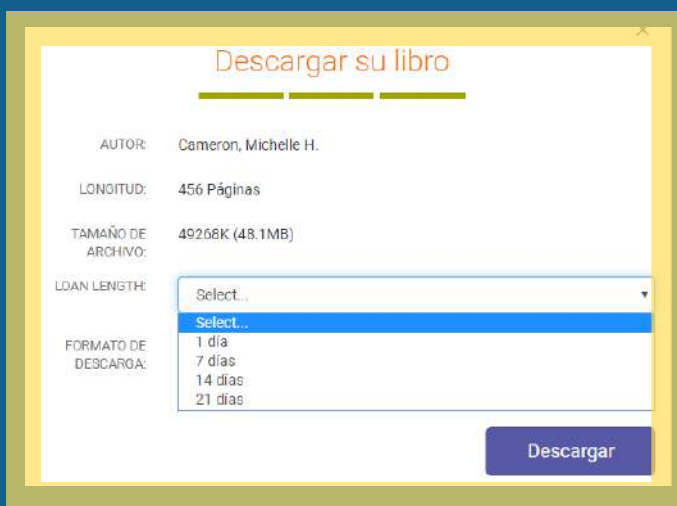 ×
Descargar su libro
AUTOR: Cameron, Michelle H.
LONGITUD: 456 Páginas
TAMAÑO DE
ARCHIVO:
49268K (48.1MB)
LOAN LENGTH:
Select...
Select...
1 día
7 días
14 días
21 días
FORMATO DE
DESCARGA:
Descargar